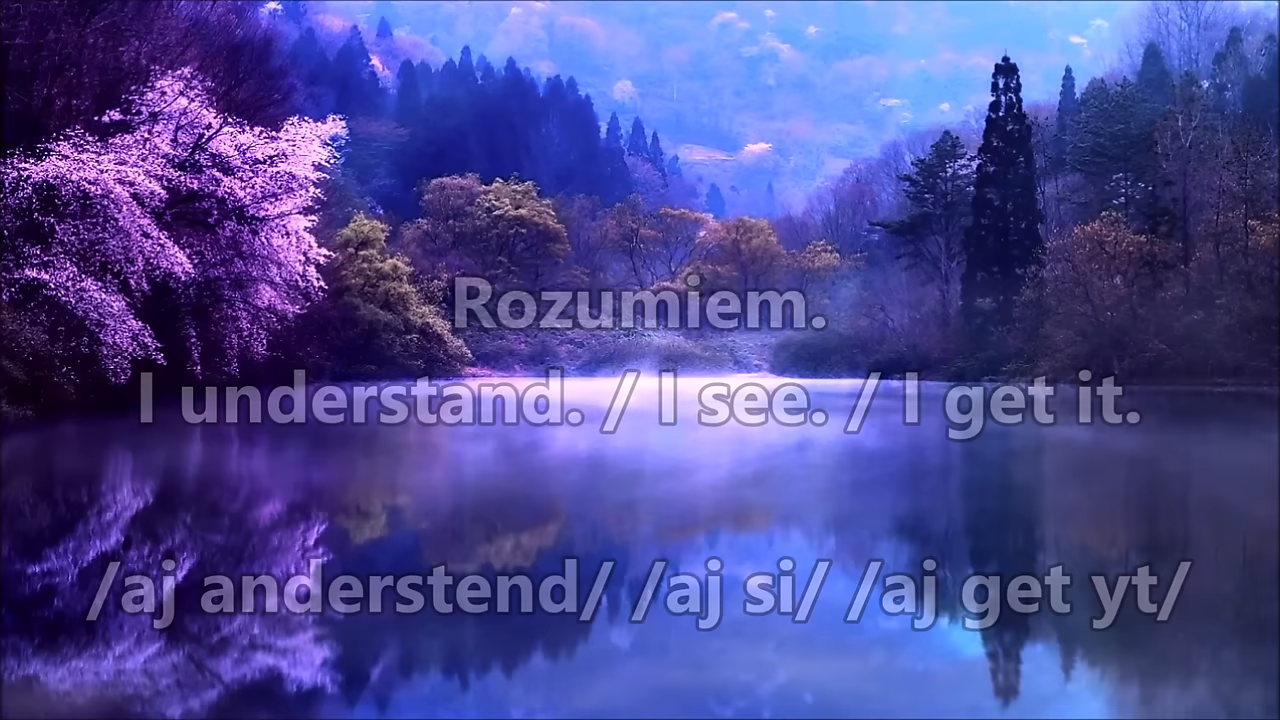 Rozumiem.
I understand. / I see. / I get it.
/aj anderstend/ /aj si/ /aj get yt/